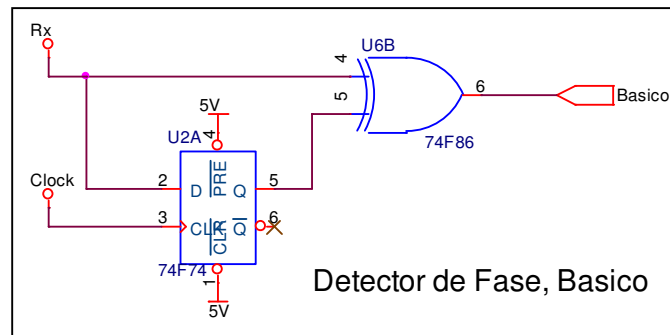 Rx
U6B
4
5
6
Basico
74F86
5V
4
U2A
Clock
2
D
PRE
Q
5
3
CLK
CLR
Q
6
74F74
1
5V
Detector de Fase, Basico